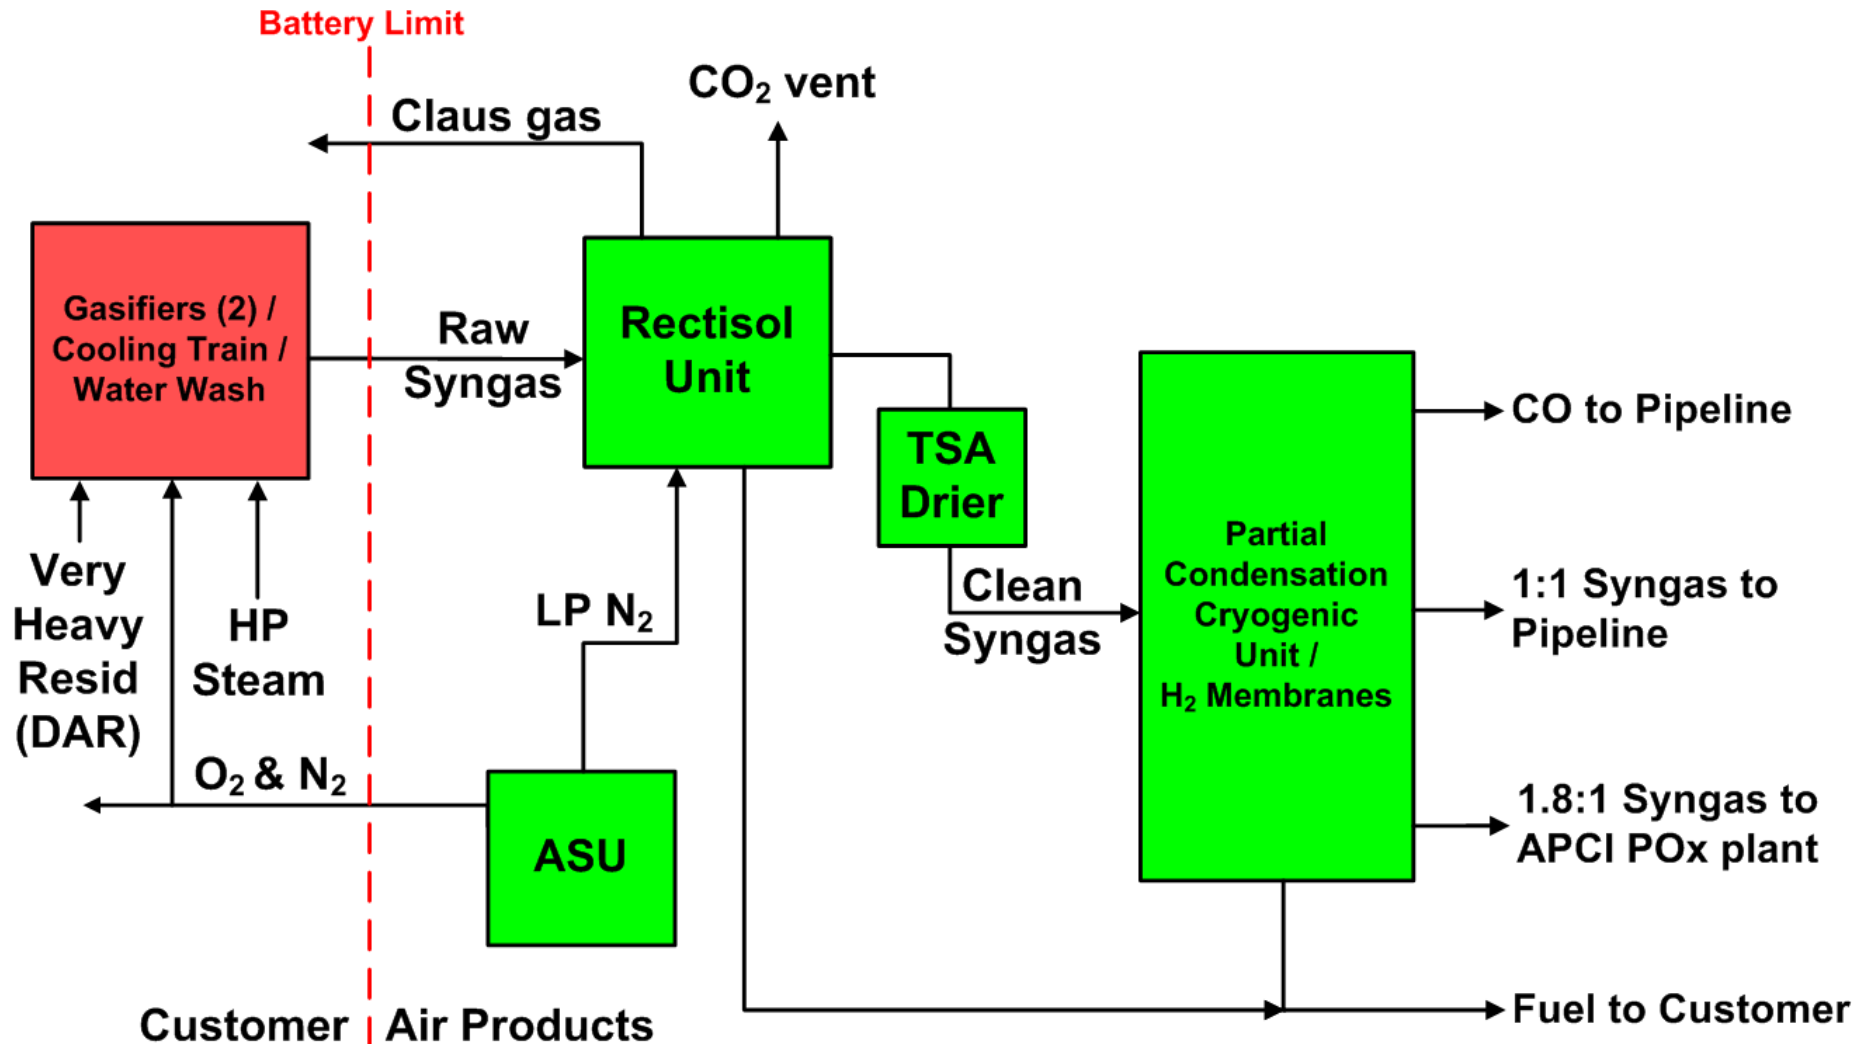 Battery Limit
CO₂ vent
Claus gas
Gasifiers (2) /
Cooling Train /
Water Wash
Raw
Syngas
Rectisol
Unit
TSA
Drier
CO to Pipeline
Partial
Condensation
Cryogenic
Unit /
H₂ Membranes
Very
Heavy
Resid
(DAR)
HP
Steam
LP N₂
Clean
Syngas
1:1 Syngas to
Pipeline
O₂ & N₂
ASU
1.8:1 Syngas to
APCI POx plant
Customer
Air Products
Fuel to Customer